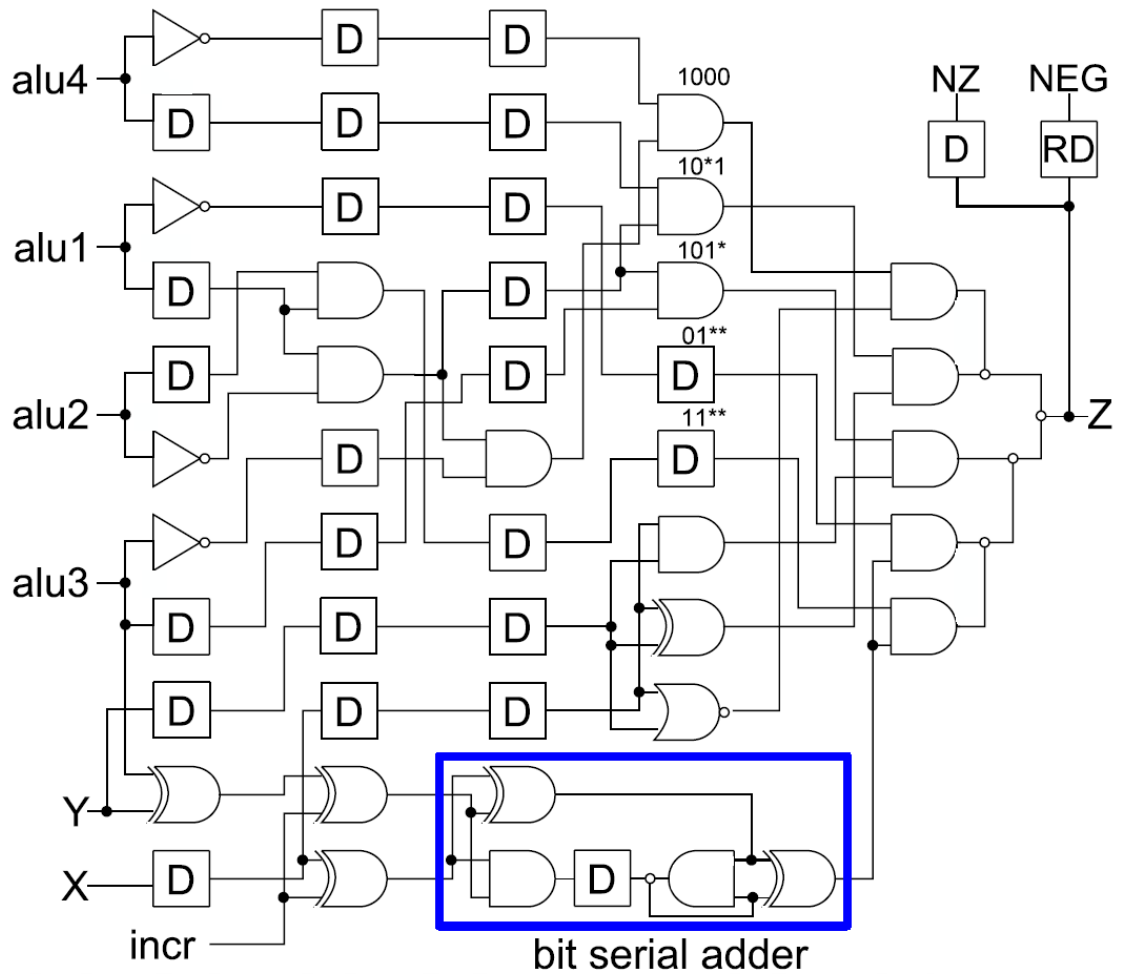 D D
alu4
1000
NZ NEG
D D D
D RD
10*1
D D
alu1
101*
D D
01**
D D D
alu2
11**
Z
D D
D D
alu3
D D D
D D D
Y
X D D
incr
bit serial adder